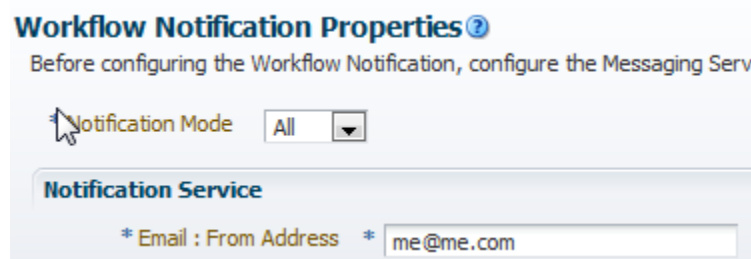 Workflow Notification Properties
Before configuring the Workflow Notification, configure the Messaging Serv
* Notification Mode All
Notification Service
* Email : From Address * me@me.com